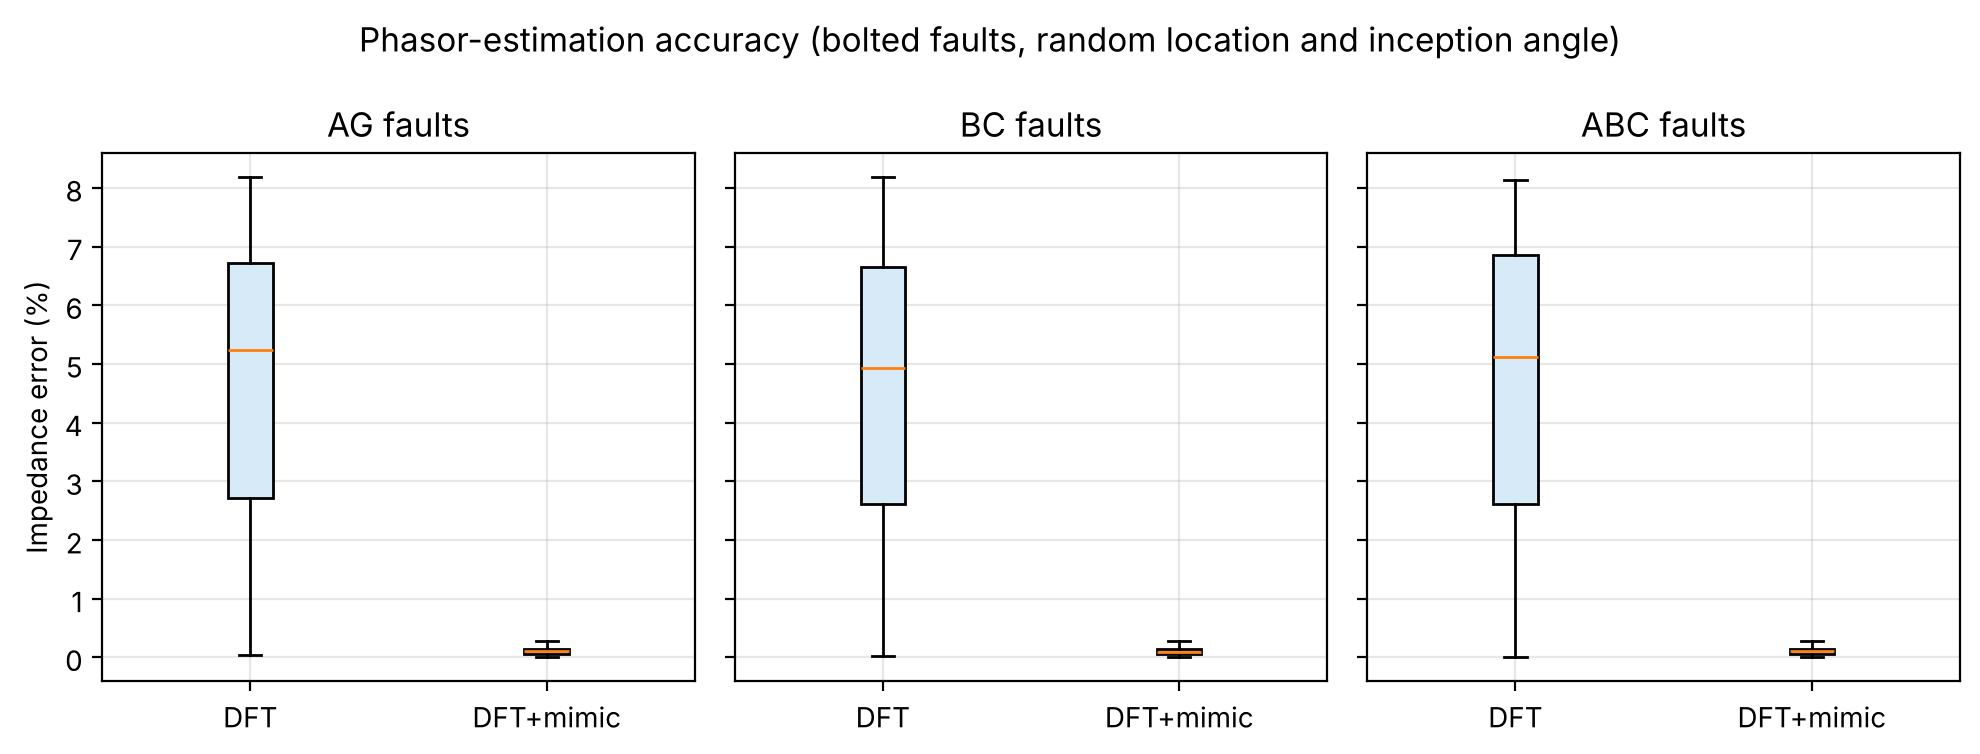 Phasor-estimation accuracy (bolted faults, random location and inception angle)
AG faults
BC faults
ABC faults
Impedance error (%)
8
7
6
5
4
3
2
1
0
DFT
DFT+mimic
DFT
DFT+mimic
DFT
DFT+mimic